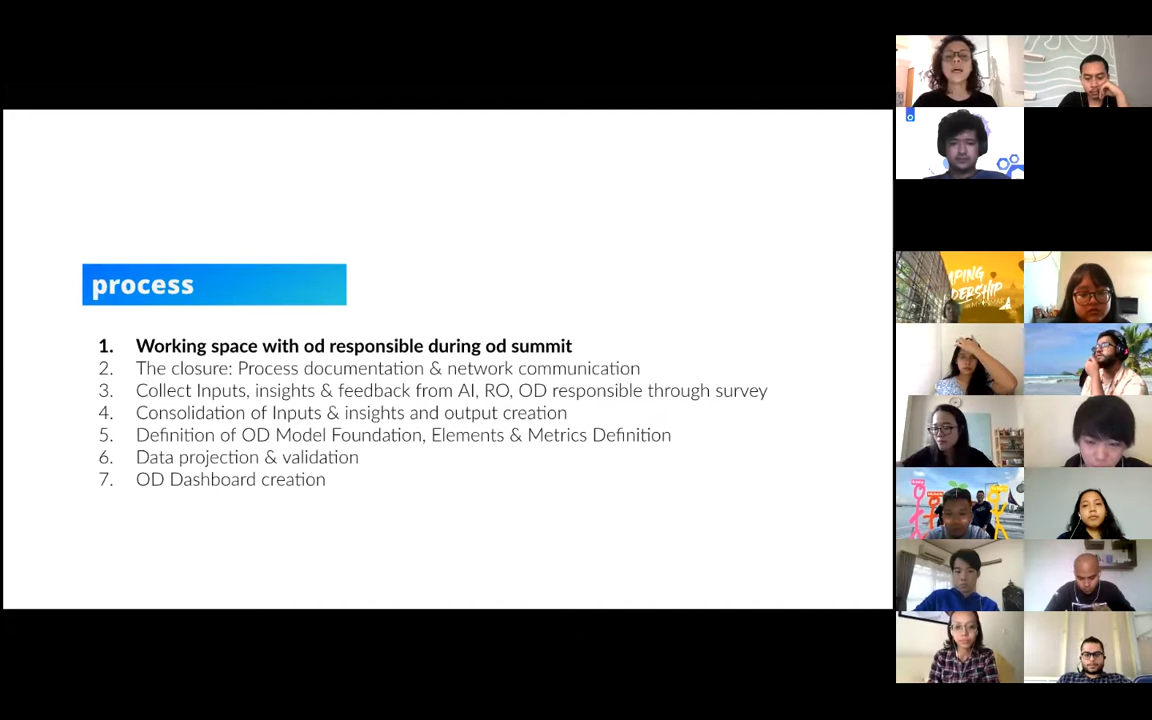 process
1. Working space with od responsible during od summit
2. The closure: Process documentation & network communication
3. Collect Inputs, insights & feedback from AI, RO, OD responsible through survey
4. Consolidation of Inputs & insights and output creation
5. Definition of OD Model Foundation, Elements & Metrics Definition
6. Data projection & validation
7. OD Dashboard creation